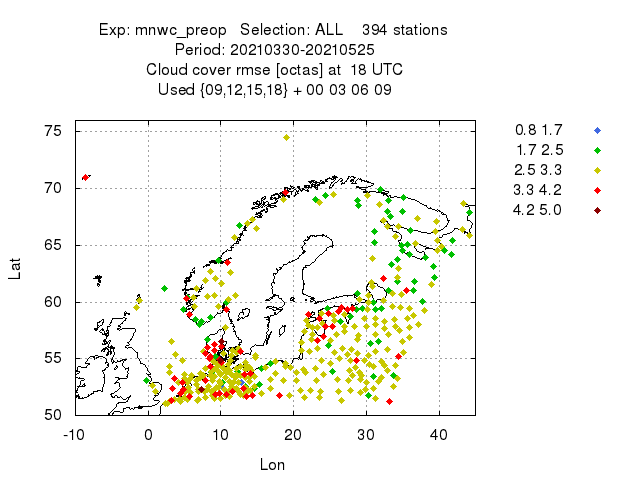 Exp: mnwc_preop   Selection: ALL    394 stations
Period: 20210330-20210525
Cloud cover rmse [octas] at  18 UTC
Used {09,12,15,18} + 00 03 06 09
0.8 1.7
1.7 2.5
2.5 3.3
3.3 4.2
4.2 5.0
75
70
65
60
55
50
Lat
-10 0 10 20 30 40
Lon